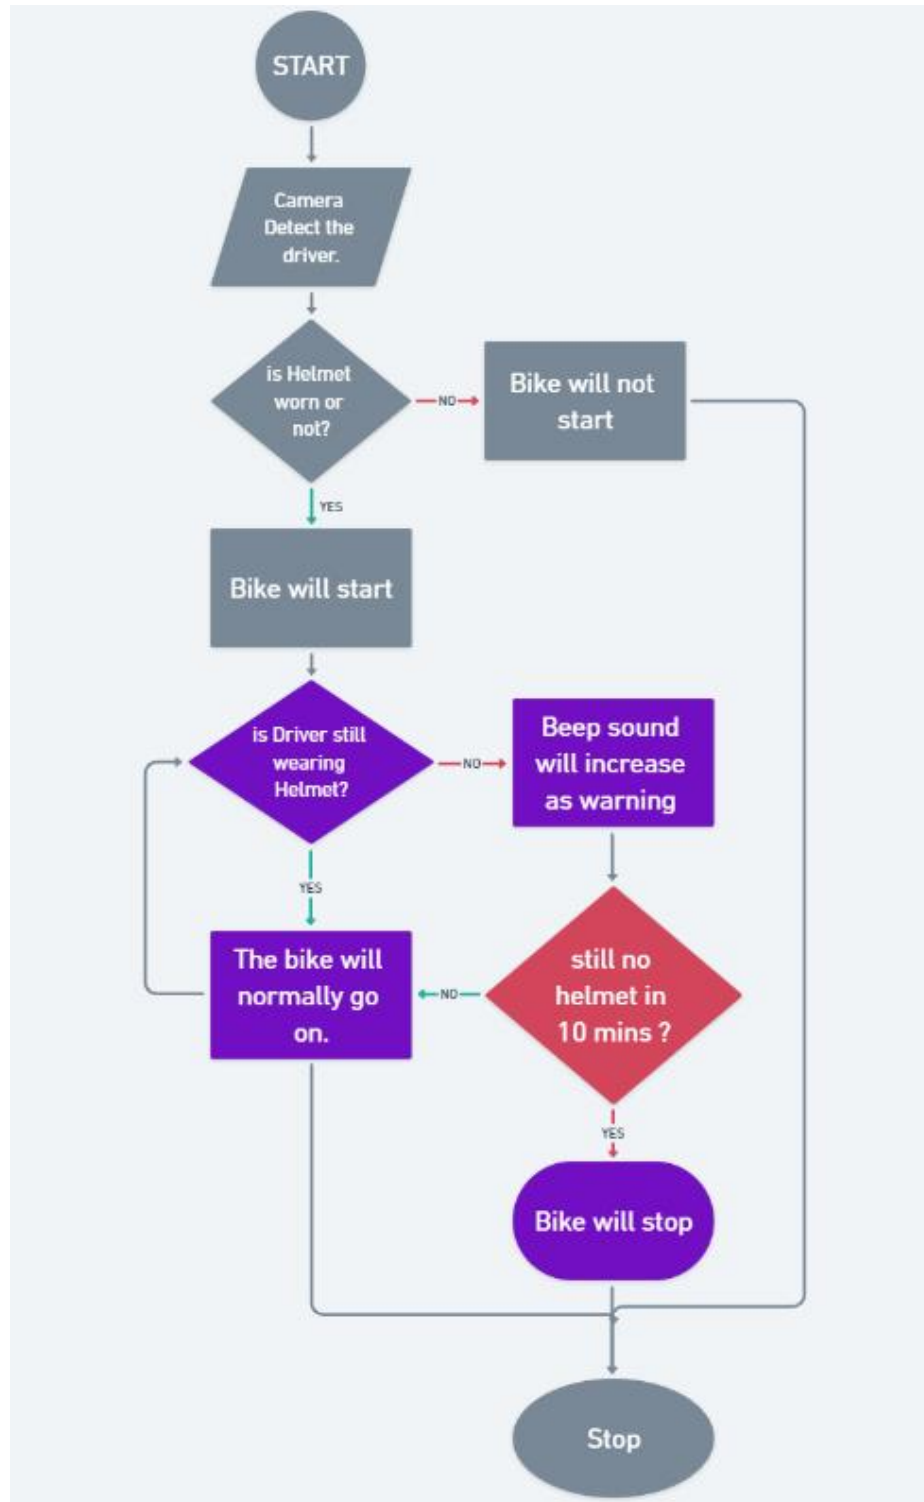 START
Camera
Detect the
driver.
is Helmet
worn or
not?
NO
Bike will not
start
YES
Bike will start
is Driver still
wearing
Helmet?
NO
Beep sound
will increase
as warning
YES
The bike will
normally go
on.
NO
still no
helmet in
10 mins ?
YES
Bike will stop
Stop